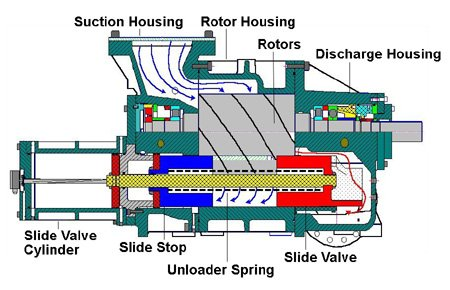 Suction Housing
Rotor Housing
Rotors
Discharge Housing
Slide Valve
Cylinder
Slide Stop
Unloader Spring
Slide Valve